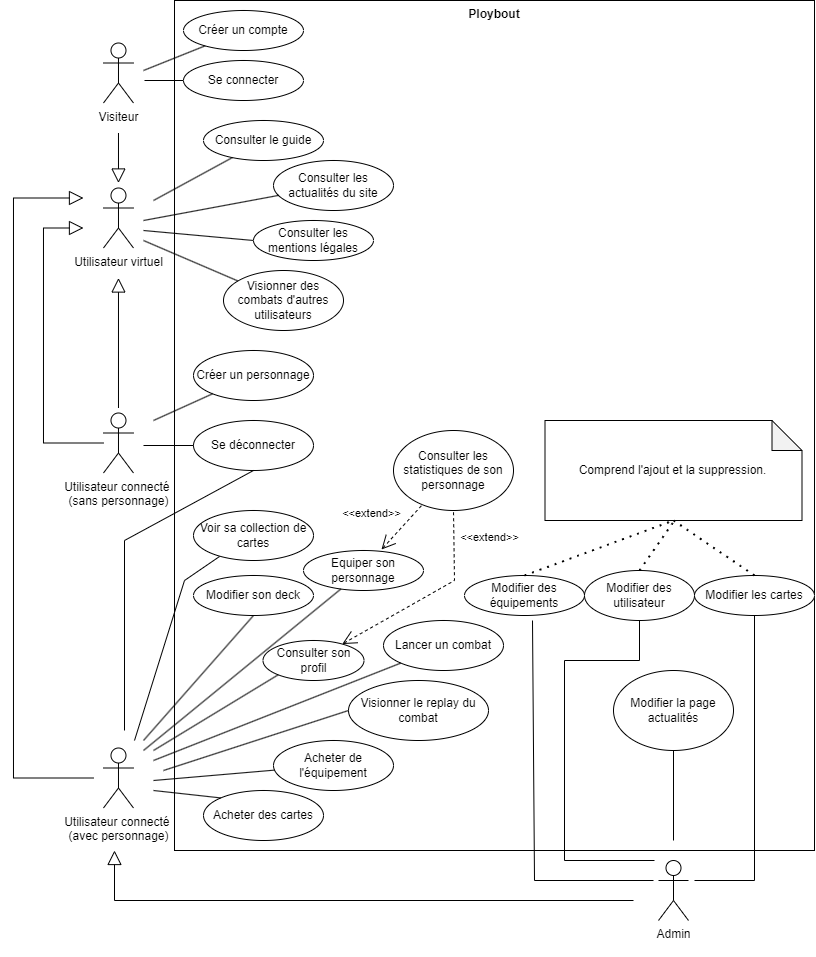 Ploybout
Créer un compte
Se connecter
Visiteur
Consulter le guide
Consulter les
actualités du site
Consulter les
mentions légales
Utilisateur virtuel
Visionner des
combats d'autres
utilisateurs
Créer un personnage
Se déconnecter
Utilisateur connecté
(sans personnage)
Consulter les
statistiques de son
personnage
Comprend l'ajout et la suppression.
<<extend>>
<<extend>>
Voir sa collection de
cartes
Equiper son
personnage
Modifier son deck
Modifier des
équipements
Modifier des
utilisateur
Modifier les cartes
Consulter son
profil
Lancer un combat
Visionner le replay du
combat
Modifier la page
actualités
Acheter de
l'équipement
Acheter des cartes
Utilisateur connecté
(avec personnage)
Admin